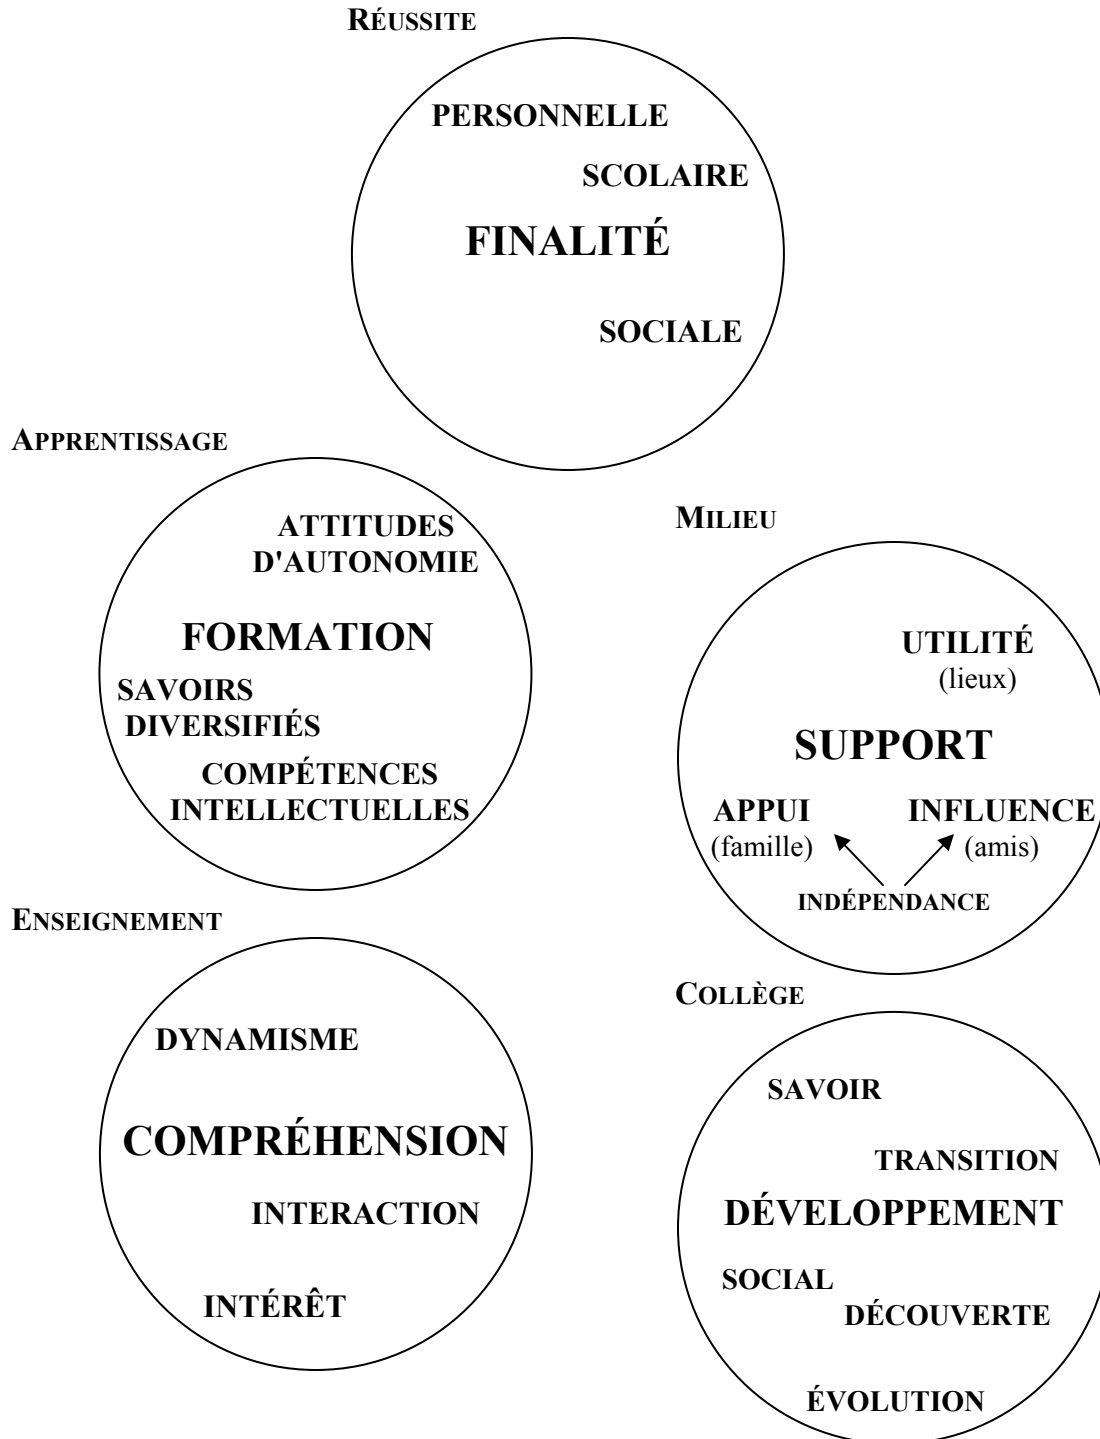 RÉUSSITE
PERSONNELLE
SCOLAIRE
FINALITÉ
SOCIALE
APPRENTISSAGE
ATTITUDES
D'AUTONOMIE
FORMATION
SAVOIRS
DIVERSIFIÉS
COMPÉTENCES
INTELLECTUELLES
MILIEU
UTILITÉ
(lieux)
SUPPORT
APPUI INFLUENCE
(famille) (amis)
INDÉPENDANCE
ENSEIGNEMENT
DYNAMISME
COMPRÉHENSION
INTERACTION
INTÉRÊT
COLLÈGE
SAVOIR
TRANSITION
DÉVELOPPEMENT
SOCIAL
DÉCOUVERTE
ÉVOLUTION